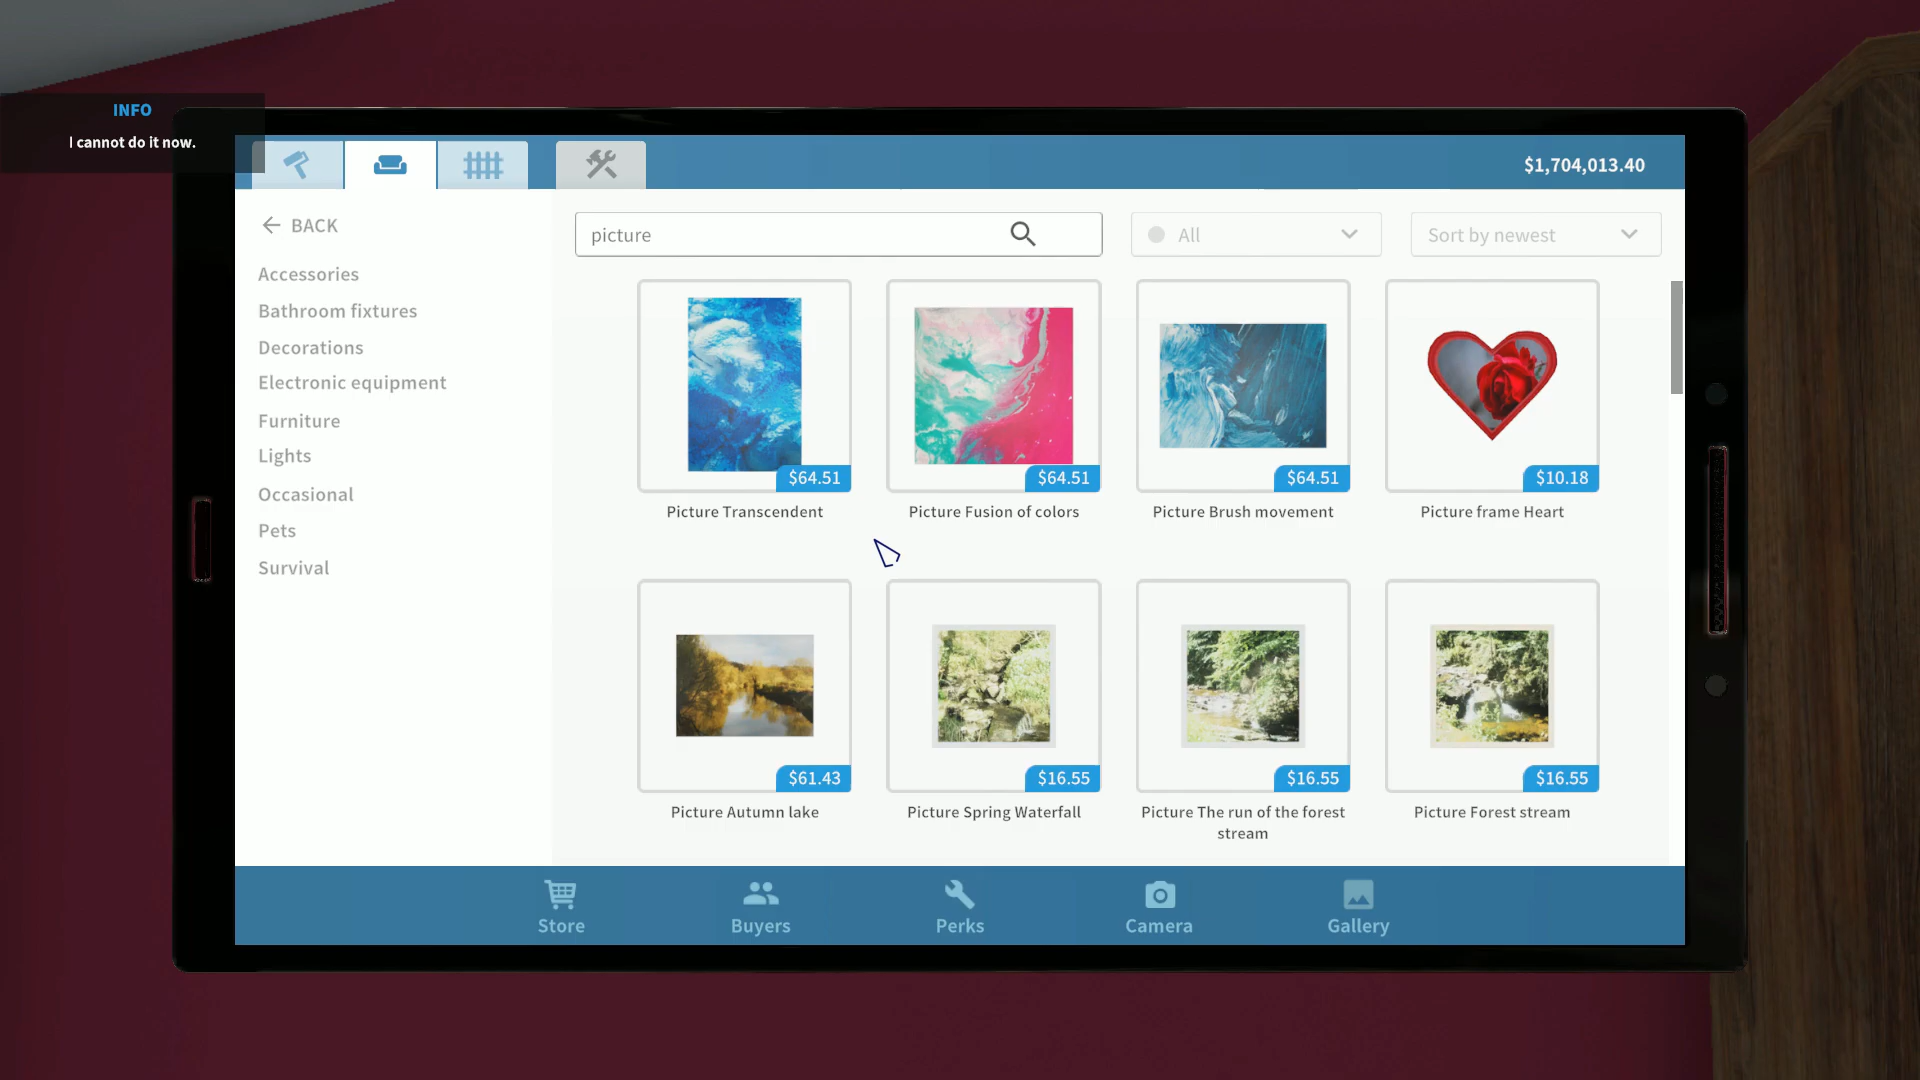 INFO
I cannot do it now.
$1,704,013.40
BACK
picture
All
Sort by newest
Accessories
Bathroom fixtures
Decorations
Electronic equipment
Furniture
Lights
Occasional
Pets
Survival
$64.51
$64.51
$64.51
$10.18
Picture Transcendent
Picture Fusion of colors
Picture Brush movement
Picture frame Heart
$61.43
$16.55
$16.55
$16.55
Picture Autumn lake
Picture Spring Waterfall
Picture The run of the forest
stream
Picture Forest stream
Store
Buyers
Perks
Camera
Gallery